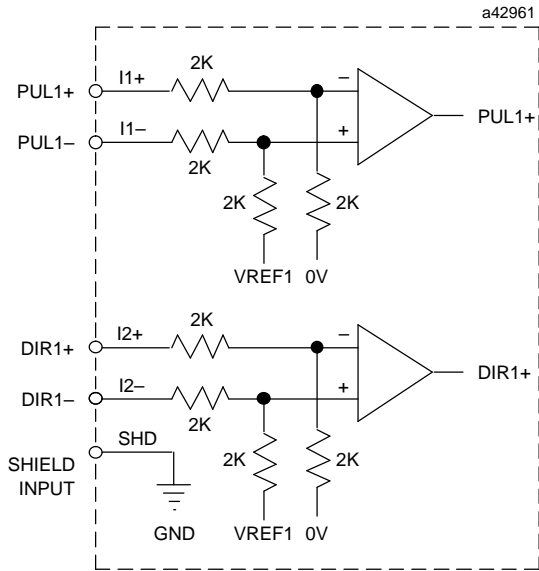 a42961
2K
PUL1+ I1+ − PUL1+
PUL1– I1– +
2K
2K 2K
VREF1 0V
2K
DIR1+ I2+ − DIR1+
DIR1– I2– +
2K
SHIELD INPUT SHD 2K 2K
GND VREF1 0V